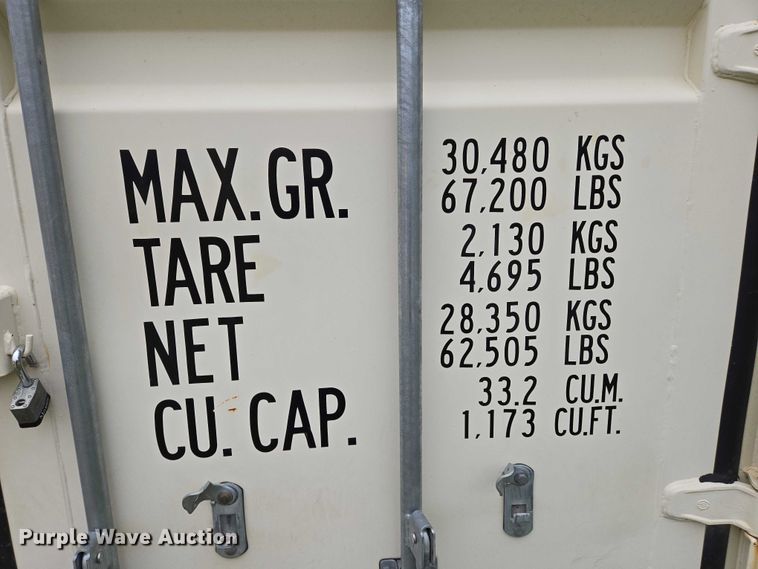 MAX.GR. 30,480 KGS
67,200 LBS
TARE 2,130 KGS
4,695 LBS
NET 28,350 KGS
62,505 LBS
CU. CAP. 33.2 CU.M.
1,173 CU.FT.
Purple Wave Auction